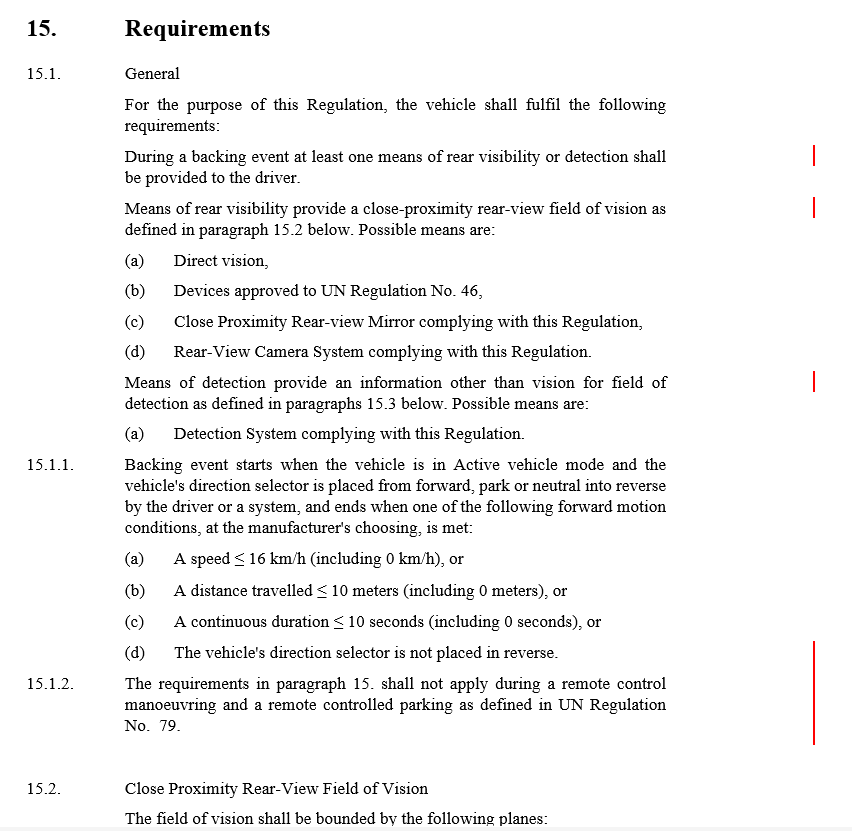 15. Requirements
15.1. General
For the purpose of this Regulation, the vehicle shall fulfil the following
requirements:
During a backing event at least one means of rear visibility or detection shall
be provided to the driver.
Means of rear visibility provide a close-proximity rear-view field of vision as
defined in paragraph 15.2 below. Possible means are:
(a) Direct vision,
(b) Devices approved to UN Regulation No. 46,
(c) Close Proximity Rear-view Mirror complying with this Regulation,
(d) Rear-View Camera System complying with this Regulation.
Means of detection provide an information other than vision for field of
detection as defined in paragraphs 15.3 below. Possible means are:
(a) Detection System complying with this Regulation.
15.1.1. Backing event starts when the vehicle is in Active vehicle mode and the
vehicle's direction selector is placed from forward, park or neutral into reverse
by the driver or a system, and ends when one of the following forward motion
conditions, at the manufacturer's choosing, is met:
(a) A speed ≤ 16 km/h (including 0 km/h), or
(b) A distance travelled ≤ 10 meters (including 0 meters), or
(c) A continuous duration ≤ 10 seconds (including 0 seconds), or
(d) The vehicle's direction selector is not placed in reverse.
15.1.2. The requirements in paragraph 15. shall not apply during a remote control
manoeuvring and a remote controlled parking as defined in UN Regulation
No. 79.
15.2. Close Proximity Rear-View Field of Vision
The field of vision shall be bounded by the following planes: